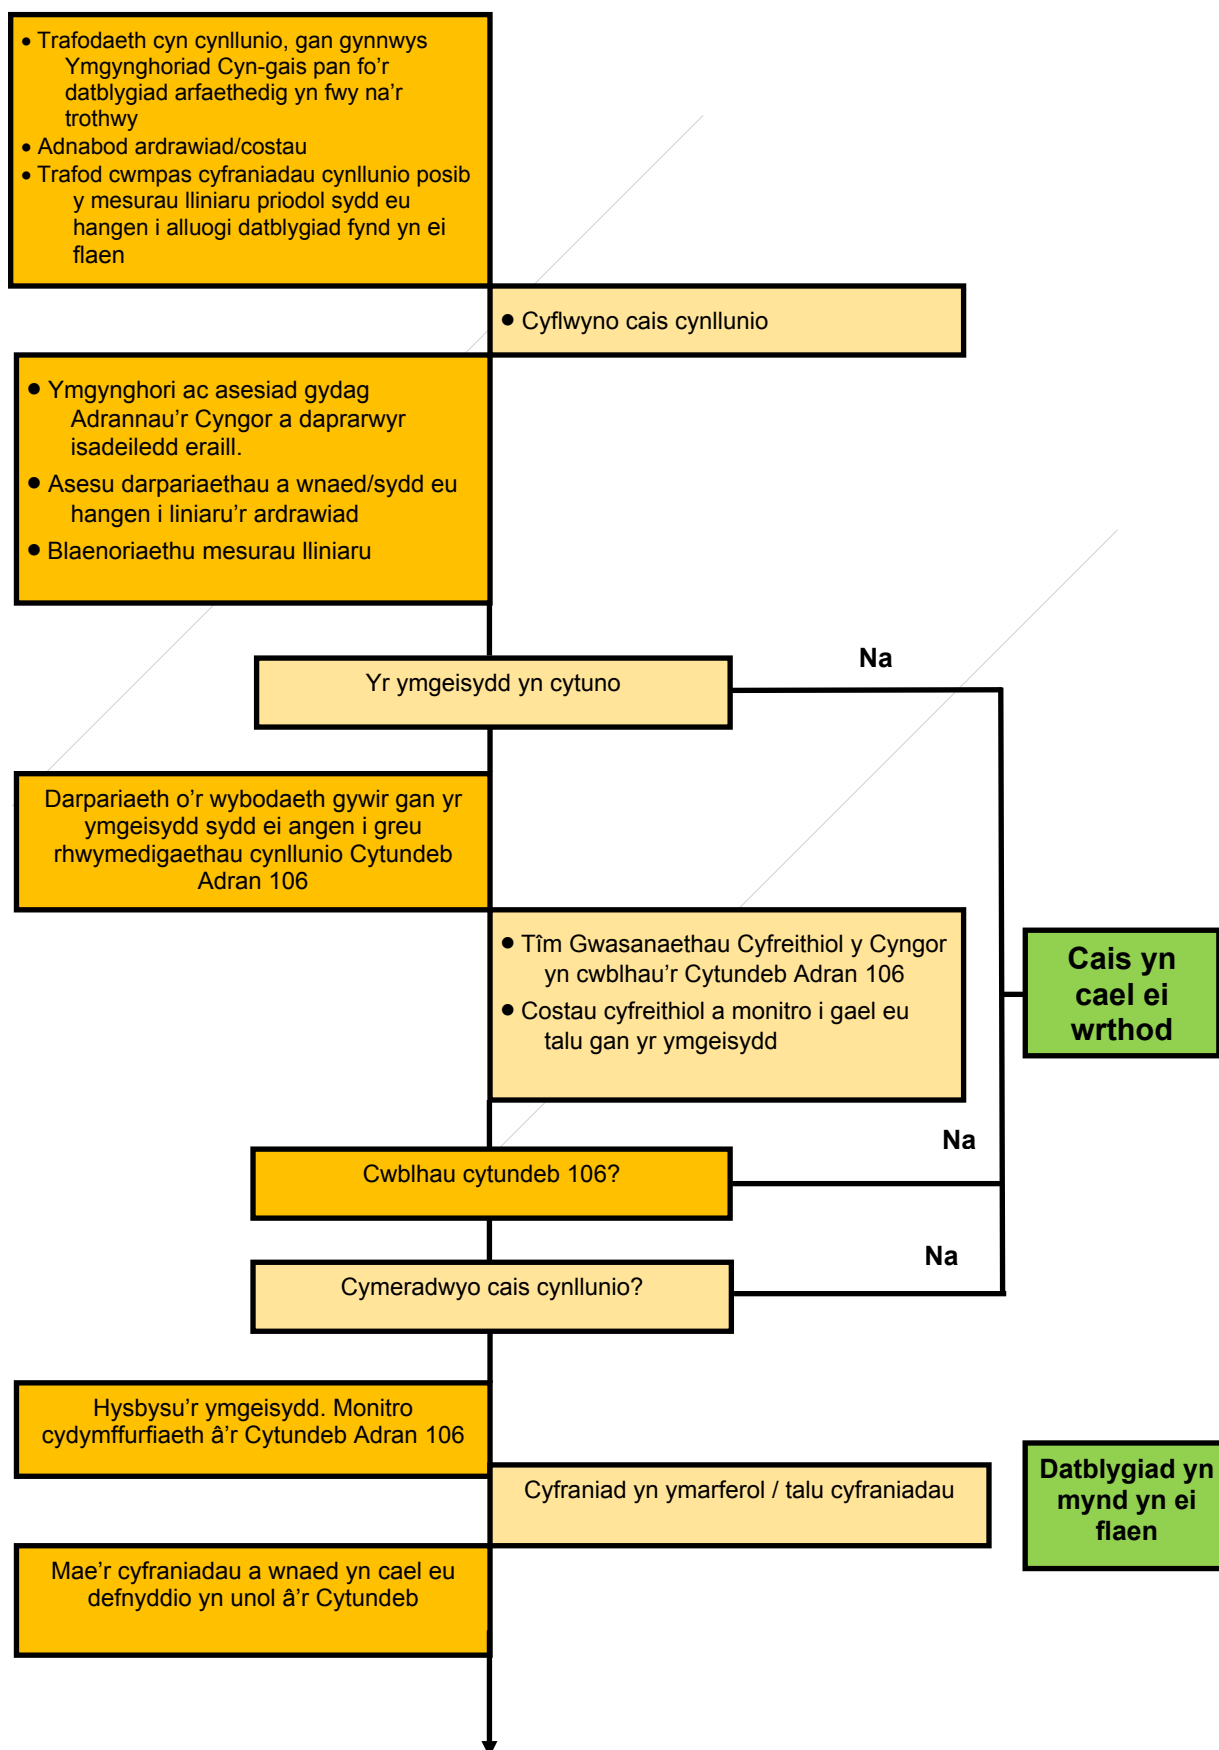 • Trafodaeth cyn cynllunio, gan gynnwys
Ymgynghoriad Cyn-gais pan fo'r
datblygiad arfaethedig yn fwy na'r
trothwy
• Adnabod ardrawiad/costau
• Trafod cwmpas cyfraniadau cynllunio posib
y mesurau lliniaru priodol sydd eu
hangen i alluogi datblygiad fynd yn ei
flaen
• Cyflwyno cais cynllunio
• Ymgynghori ac asesiad gydag
Adrannau'r Cyngor a daprarwyr
isadeiledd eraill.
• Asesu darpariaethau a wnaed/sydd eu
hangen i liniaru'r ardrawiad
• Blaenoriaethu mesurau lliniaru
Na
Yr ymgeisydd yn cytuno
Darpariaeth o'r wybodaeth gywir gan yr
ymgeisydd sydd ei angen i greu
rhwymedigaethau cynllunio Cytundeb
Adran 106
• Tîm Gwasanaethau Cyfreithiol y Cyngor
yn cwblhau'r Cytundeb Adran 106
• Costau cyfreithiol a monitro i gael eu
talu gan yr ymgeisydd
Cais yn
cael ei
wrthod
Na
Cwblhau cytundeb 106?
Na
Cymeradwyo cais cynllunio?
Hysbysu'r ymgeisydd. Monitro
cydymffurfiaeth â'r Cytundeb Adran 106
Cyfraniad yn ymarferol / talu cyfraniadau
Datblygiad yn
mynd yn ei
flaen
Mae'r cyfraniadau a wnaed yn cael eu
defnyddio yn unol â'r Cytundeb